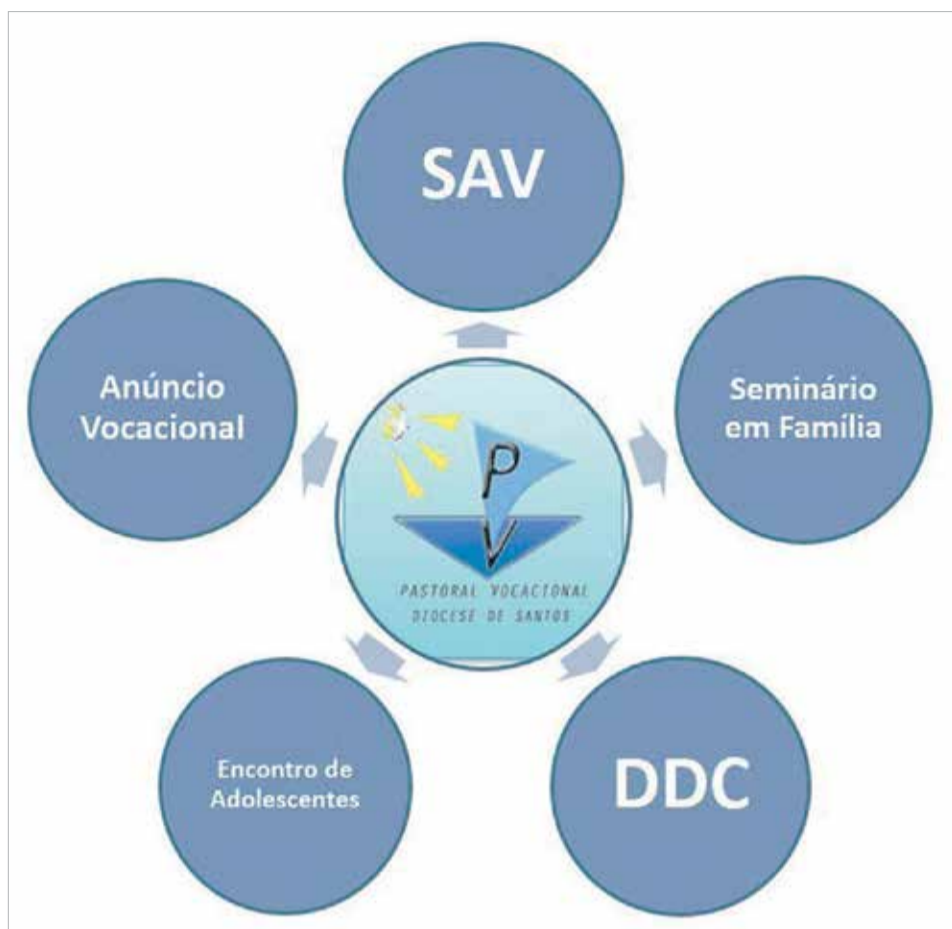 SAV
Anúncio
Vocacional
Seminário
em Família
P
V
PASTORAL VOCACIONAL
DIOCESE DE SANTOS
Encontro de
Adolescentes
DDC